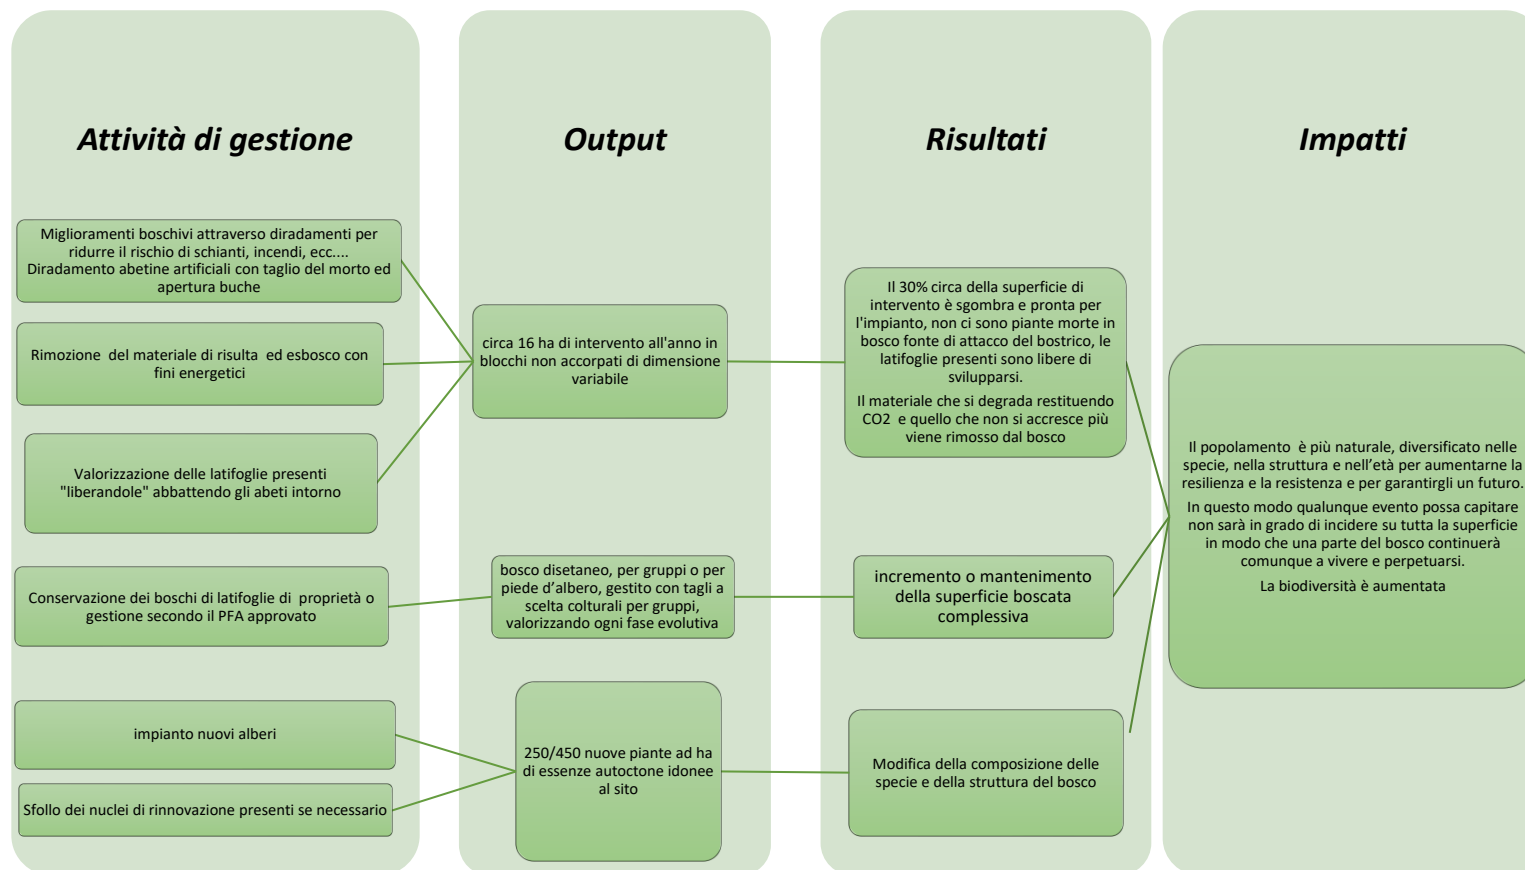 Attività di gestione
Output
Risultati
Impatti
Miglioramenti boschivi attraverso diradamenti per
ridurre il rischio di schianti, incendi, ecc....
Diradamento abetine artificiali con taglio del morto ed
apertura buche
Rimozione del materiale di risulta ed esbosco con
fini energetici
Valorizzazione delle latifoglie presenti
"liberandole" abbattendo gli abeti intorno
Conservazione dei boschi di latifoglie di proprietà o
gestione secondo il PFA approvato
impianto nuovi alberi
Sfollo dei nuclei di rinnovazione presenti se necessario
circa 16 ha di intervento all'anno in
blocchi non accorpati di dimensione
variabile
bosco disetaneo, per gruppi o per
piede d’albero, gestito con tagli a
scelta colturali per gruppi,
valorizzando ogni fase evolutiva
250/450 nuove piante ad ha
di essenze autoctone idonee
al sito
Il 30% circa della superficie di
intervento è sgombra e pronta per
l'impianto, non ci sono piante morte in
bosco fonte di attacco del bostrico, le
latifoglie presenti sono libere di
svilupparsi.
Il materiale che si degrada restituendo
CO2 e quello che non si accresce più
viene rimosso dal bosco
incremento o mantenimento
della superficie boscata
complessiva
Modifica della composizione delle
specie e della struttura del bosco
Il popolamento è più naturale, diversificato nelle
specie, nella struttura e nell’età per aumentarne la
resilienza e la resistenza e per garantirgli un futuro.
In questo modo qualunque evento possa capitare
non sarà in grado di incidere su tutta la superficie
in modo che una parte del bosco continuerà
comunque a vivere e perpetuarsi.
La biodiversità è aumentata